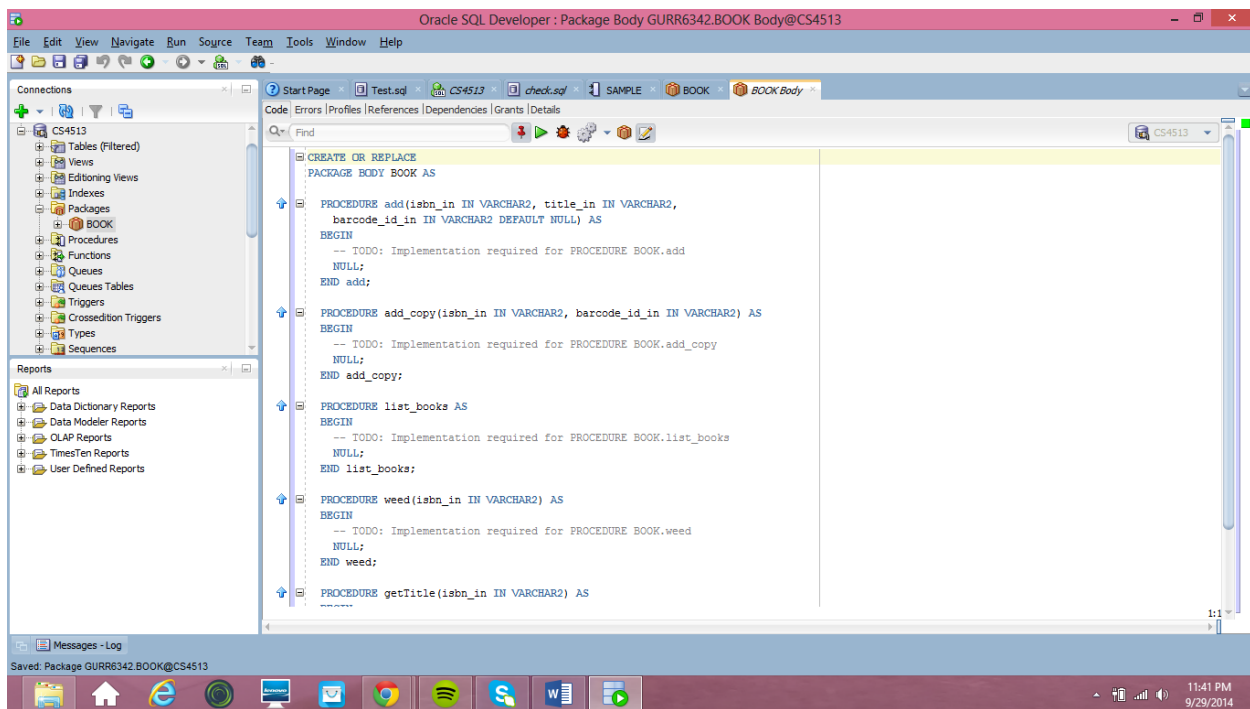 Oracle SQL Developer : Package Body GURR6342.BOOK Body@CS4513
File Edit View Navigate Run Source Team Tools Window Help
Connections
CS4513
Tables (Filtered)
Views
Editioning Views
Indexes
Packages
BOOK
Procedures
Functions
Queues
Queues Tables
Triggers
Crossedition Triggers
Types
Sequences
Reports
All Reports
Data Dictionary Reports
Data Modeler Reports
OLAP Reports
TimesTen Reports
User Defined Reports
Start Page Test.sql CS4513 check.sql SAMPLE BOOK BOOK Body
Code Errors |Profiles |References |Dependencies |Grants |Details
Find
CS4513
CREATE OR REPLACE
PACKAGE BODY BOOK AS
PROCEDURE add(isbn_in IN VARCHAR2, title_in IN VARCHAR2,
barcode_id_in IN VARCHAR2 DEFAULT NULL) AS
BEGIN
-- TODO: Implementation required for PROCEDURE BOOK.add
NULL;
END add;
PROCEDURE add_copy(isbn_in IN VARCHAR2, barcode_id_in IN VARCHAR2) AS
BEGIN
-- TODO: Implementation required for PROCEDURE BOOK.add_copy
NULL;
END add_copy;
PROCEDURE list_books AS
BEGIN
-- TODO: Implementation required for PROCEDURE BOOK.list_books
NULL;
END list_books;
PROCEDURE weed(isbn_in IN VARCHAR2) AS
BEGIN
-- TODO: Implementation required for PROCEDURE BOOK.weed
NULL;
END weed;
PROCEDURE getTitle(isbn_in IN VARCHAR2) AS
BEGIN
1:1
Messages - Log
Saved: Package GURR6342.BOOK@CS4513
lenovo
11:41 PM
9/29/2014